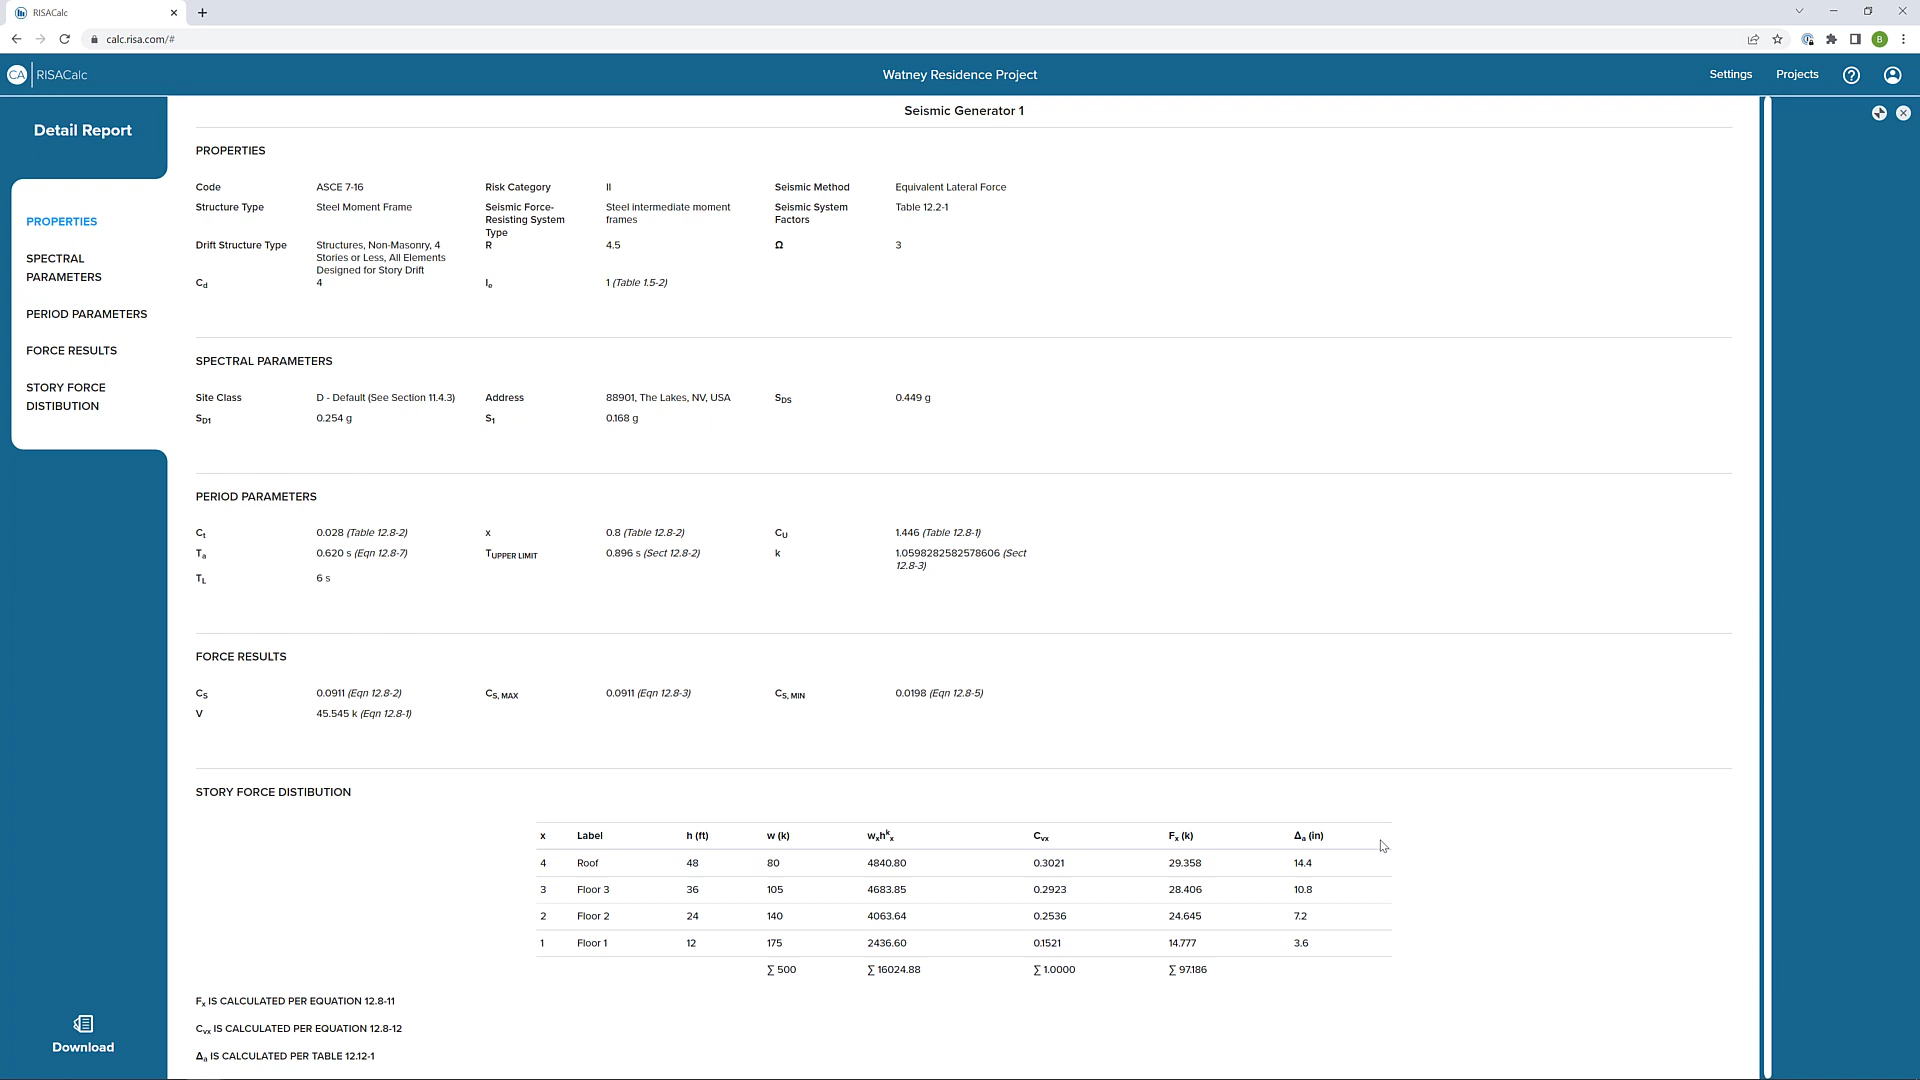 RISACalc
calc.risa.com/#
B
CA RISACalc
Watney Residence Project
Settings Projects ?
Detail Report
PROPERTIES
SPECTRAL
PARAMETERS
PERIOD PARAMETERS
FORCE RESULTS
STORY FORCE
DISTIBUTION
Download
Seismic Generator 1
PROPERTIES
Code ASCE 7-16 Risk Category II Seismic Method Equivalent Lateral Force
Structure Type Steel Moment Frame Seismic Force-
Resisting System
Type Steel intermediate moment
frames Seismic System
Factors Table 12.2-1
Drift Structure Type Structures, Non-Masonry, 4
Stories or Less, All Elements
Designed for Story Drift R 4.5 Ω 3
Cd 4 Ie 1 (Table 1.5-2)
SPECTRAL PARAMETERS
Site Class D - Default (See Section 11.4.3) Address 88901, The Lakes, NV, USA SDS 0.449 g
SD1 0.254 g S1 0.168 g
PERIOD PARAMETERS
Ct 0.028 (Table 12.8-2) x 0.8 (Table 12.8-2) CU 1.446 (Table 12.8-1)
Ta 0.620 s (Eqn 12.8-7) TUPPER LIMIT 0.896 s (Sect 12.8-2) k 1.0598282582578606 (Sect
12.8-3)
TL 6 s
FORCE RESULTS
CS 0.0911 (Eqn 12.8-2) CS, MAX 0.0911 (Eqn 12.8-3) CS, MIN 0.0198 (Eqn 12.8-5)
V 45.545 k (Eqn 12.8-1)
STORY FORCE DISTIBUTION
x Label h (ft) w (k) wxhkx Cvx Fx (k) Δa (in)
4 Roof 48 80 4840.80 0.3021 29.358 14.4
3 Floor 3 36 105 4683.85 0.2923 28.406 10.8
2 Floor 2 24 140 4063.64 0.2536 24.645 7.2
1 Floor 1 12 175 2436.60 0.1521 14.777 3.6
∑ 500 ∑ 16024.88 ∑ 1.0000 ∑ 97.186
Fx IS CALCULATED PER EQUATION 12.8-11
Cvx IS CALCULATED PER EQUATION 12.8-12
Δa IS CALCULATED PER TABLE 12.12-1